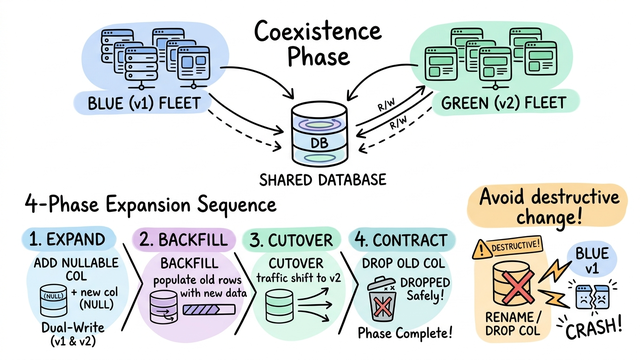 Coexistence
Phase
BLUE (v1) FLEET
GREEN (v2) FLEET
R/W
R/W
DB
SHARED DATABASE
4-Phase Expansion Sequence
1. EXPAND
ADD NULLABLE
COL
(NULL)
+ new col
(NULL)
Dual-Write
(v1 & v2)
2. BACKFILL
BACKFILL
populate old rows
with new data
3. CUTOVER
CUTOVER
traffic shift to v2
4. CONTRACT
DROP OLD COL
DROPPED
Safely!
Phase Complete!
Avoid destructive
change!
DESTRUCTIVE!
RENAME/
DROP COL
BLUE
v1
CRASH!